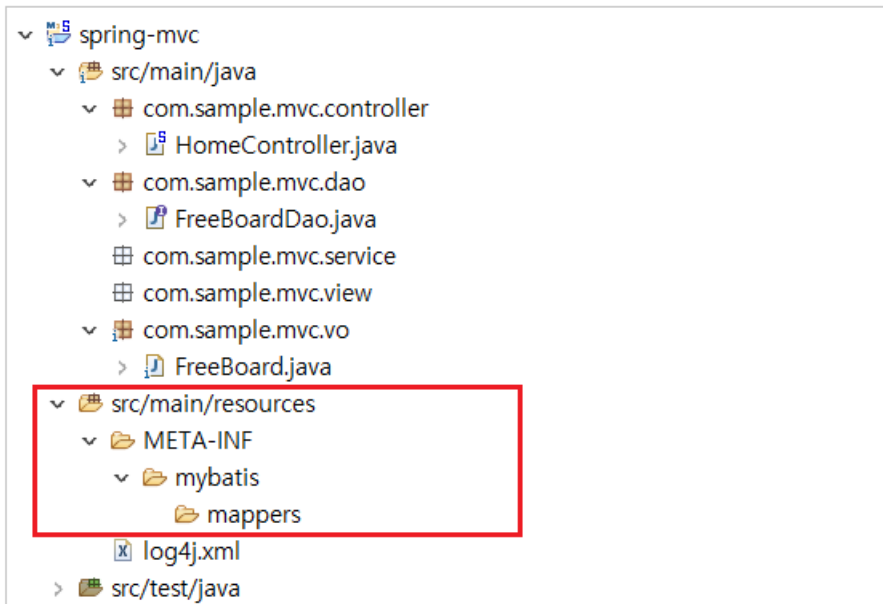 spring-mvc
src/main/java
com.sample.mvc.controller
HomeController.java
com.sample.mvc.dao
FreeBoardDao.java
com.sample.mvc.service
com.sample.mvc.view
com.sample.mvc.vo
FreeBoard.java
src/main/resources
META-INF
mybatis
mappers
log4j.xml
src/test/java